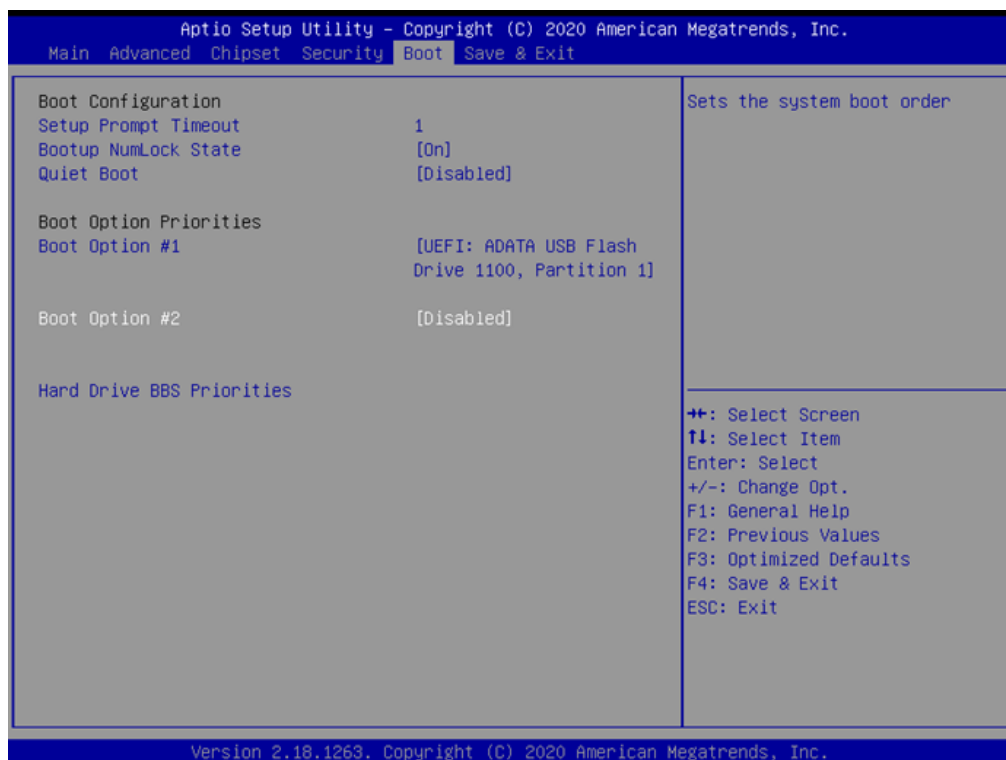 Aptio Setup Utility – Copyright (C) 2020 American Megatrends, Inc.
Main Advanced Chipset Security Boot Save & Exit
Boot Configuration
Setup Prompt Timeout 1
Bootup NumLock State [On]
Quiet Boot [Disabled]
Boot Option Priorities
Boot Option #1 [UEFI: ADATA USB Flash
Drive 1100, Partition 1]
Boot Option #2 [Disabled]
Hard Drive BBS Priorities
Sets the system boot order
→←: Select Screen
↑↓: Select Item
Enter: Select
+/-: Change Opt.
F1: General Help
F2: Previous Values
F3: Optimized Defaults
F4: Save & Exit
ESC: Exit
Version 2.18.1263. Copyright (C) 2020 American Megatrends, Inc.